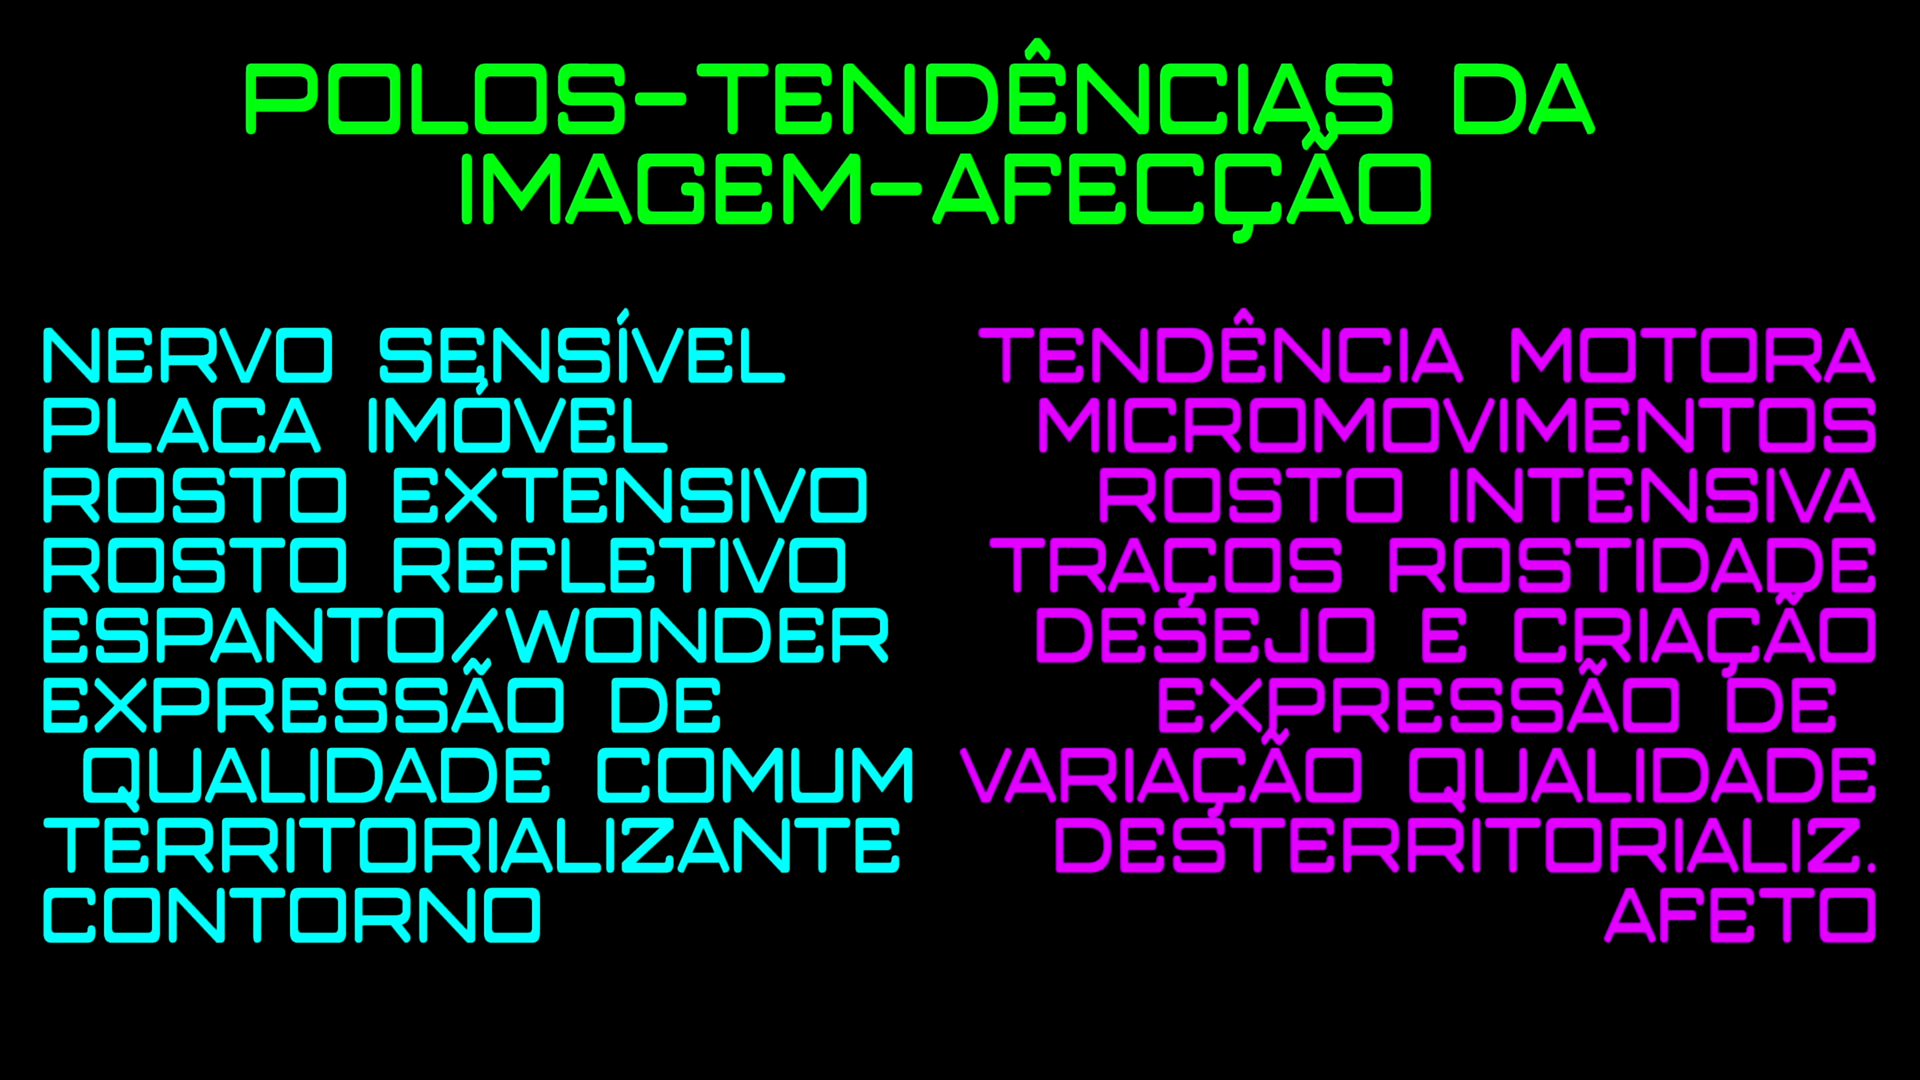 POLOS-TENDÊNCIAS DA
IMAGEM-AFECÇÃO
NERVO SENSÍVEL
PLACA IMÓVEL
ROSTO EXTENSIVO
ROSTO REFLETIVO
ESPANTO/WONDER
EXPRESSÃO DE
QUALIDADE COMUM
TERRITORIALIZANTE
CONTORNO
TENDÊNCIA MOTORA
MICROMOVIMENTOS
ROSTO INTENSIVA
TRAÇOS ROSTIDADE
DESEJO E CRIAÇÃO
EXPRESSÃO DE
VARIAÇÃO QUALIDADE
DESTERRITORIALIZ.
AFETO